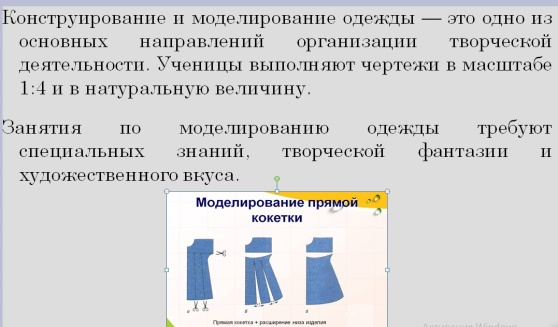 Конструирование и моделирование одежды — это одно из
основных направлений организации творческой
деятельности. Ученицы выполняют чертежи в масштабе
1:4 и в натуральную величину.
Занятия по моделированию одежды требуют
специальных знаний, творческой фантазии и
художественного вкуса.
Моделирование прямой
кокетки
Прямая кокетка + расширение низа изделия